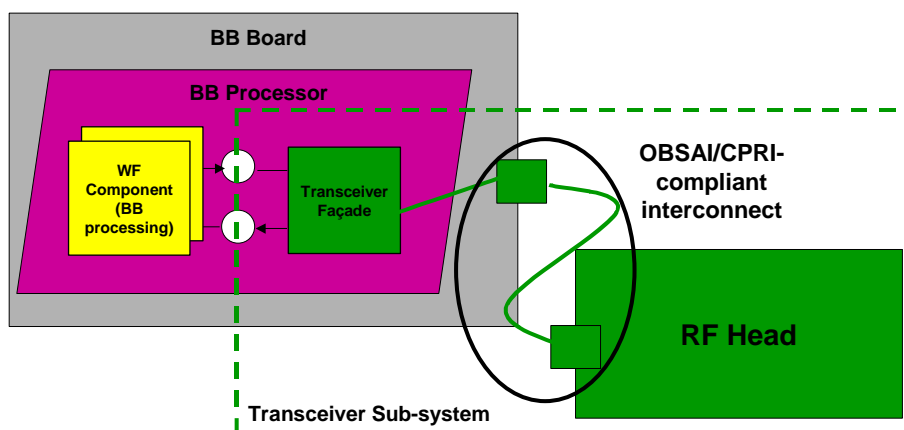 BB Board
BB Processor
WF
Component
(BB
processing)
Transceiver
Façade
OBSAI/CPRI-
compliant
interconnect
RF Head
Transceiver Sub-system